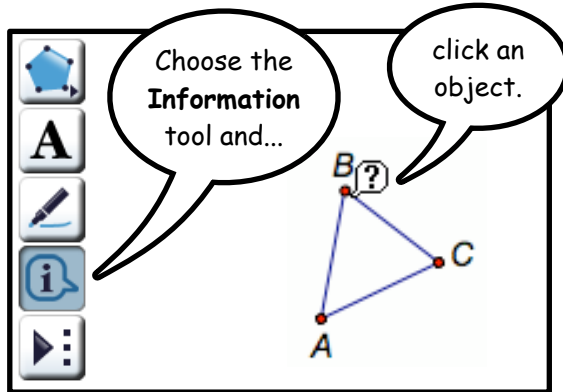 Choose the
Information
tool and...
click an
object.
A
i
B
?
C
A